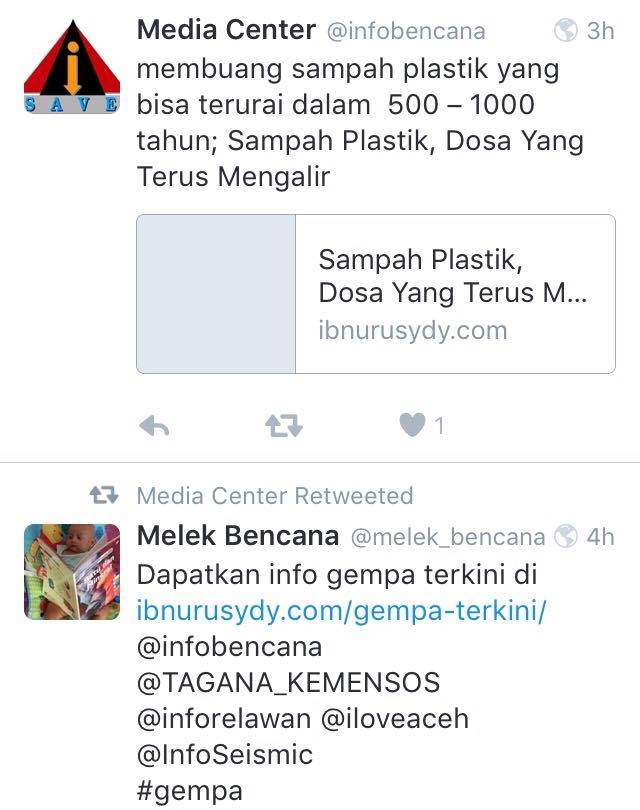 Media Center @infobencana 3h
S A V E
membuang sampah plastik yang
bisa terurai dalam 500 – 1000
tahun; Sampah Plastik, Dosa Yang
Terus Mengalir
Sampah Plastik,
Dosa Yang Terus M...
ibnurusydy.com
1
Media Center Retweeted
Melek Bencana @melek_bencana 4h
Dapatkan info gempa terkini di
ibnurusydy.com/gempa-terkini/
@infobencana
@TAGANA_KEMENSOS
@inforelawan @iloveaceh
@InfoSeismic
#gempa